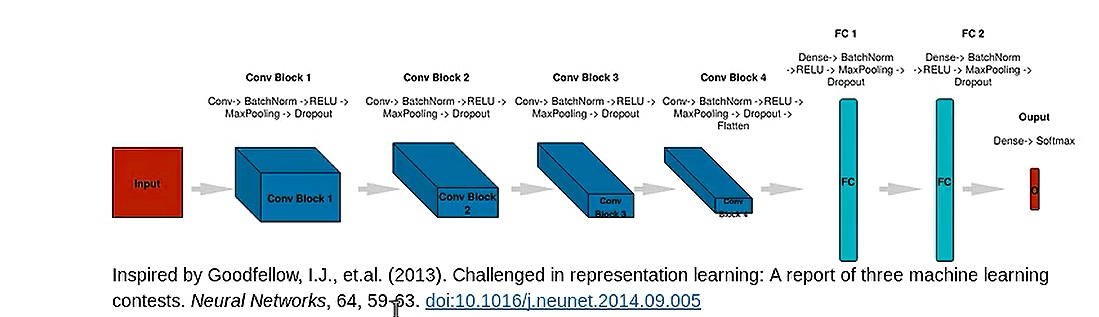 FC 1
FC 2
Dense-> BatchNorm
->RELU -> MaxPooling ->
Dropout
Dense-> BatchNorm
->RELU -> MaxPooling ->
Dropout
Conv Block 1
Conv Block 2
Conv Block 3
Conv Block 4
Conv-> BatchNorm ->RELU ->
MaxPooling -> Dropout
Conv-> BatchNorm ->RELU ->
MaxPooling -> Dropout
Conv-> BatchNorm ->RELU ->
MaxPooling -> Dropout
Conv-> BatchNorm ->RELU ->
MaxPooling -> Dropout ->
Flatten
Ouput
Dense-> Softmax
Input
Conv Block 1
Conv Block
2
Conv
Block 3
Conv
Block 4
FC
FC
O
Inspired by Goodfellow, I.J., et.al. (2013). Challenged in representation learning: A report of three machine learning
contests. Neural Networks, 64, 59-63. doi:10.1016/j.neunet.2014.09.005